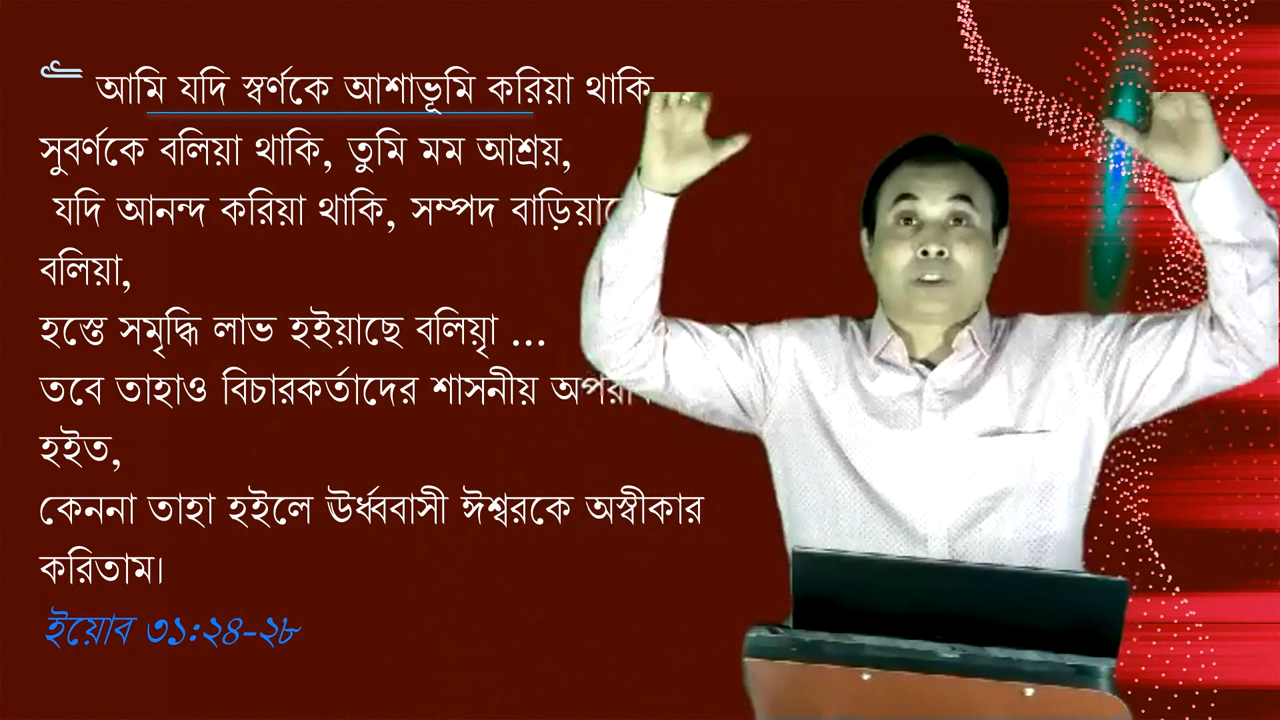 আমি যদি স্বর্ণকে আশাভূমি করিয়া থাকি
সুবর্ণকে বলিয়া থাকি, তুমি মম আশ্রয়,
যদি আনন্দ করিয়া থাকি, সম্পদ
বলিয়া,
হস্তে সমৃদ্ধি লাভ হইয়াছে বলিয়া ...
তবে তাহাও বিচারকর্তাদের শাসনীয়
হইত,
কেননা তাহা হইলে ঊর্ধ্ববাসী ঈশ্বরকে অস্বীকার
করিতাম।
ইয়োব ৩১:২৪-২৮